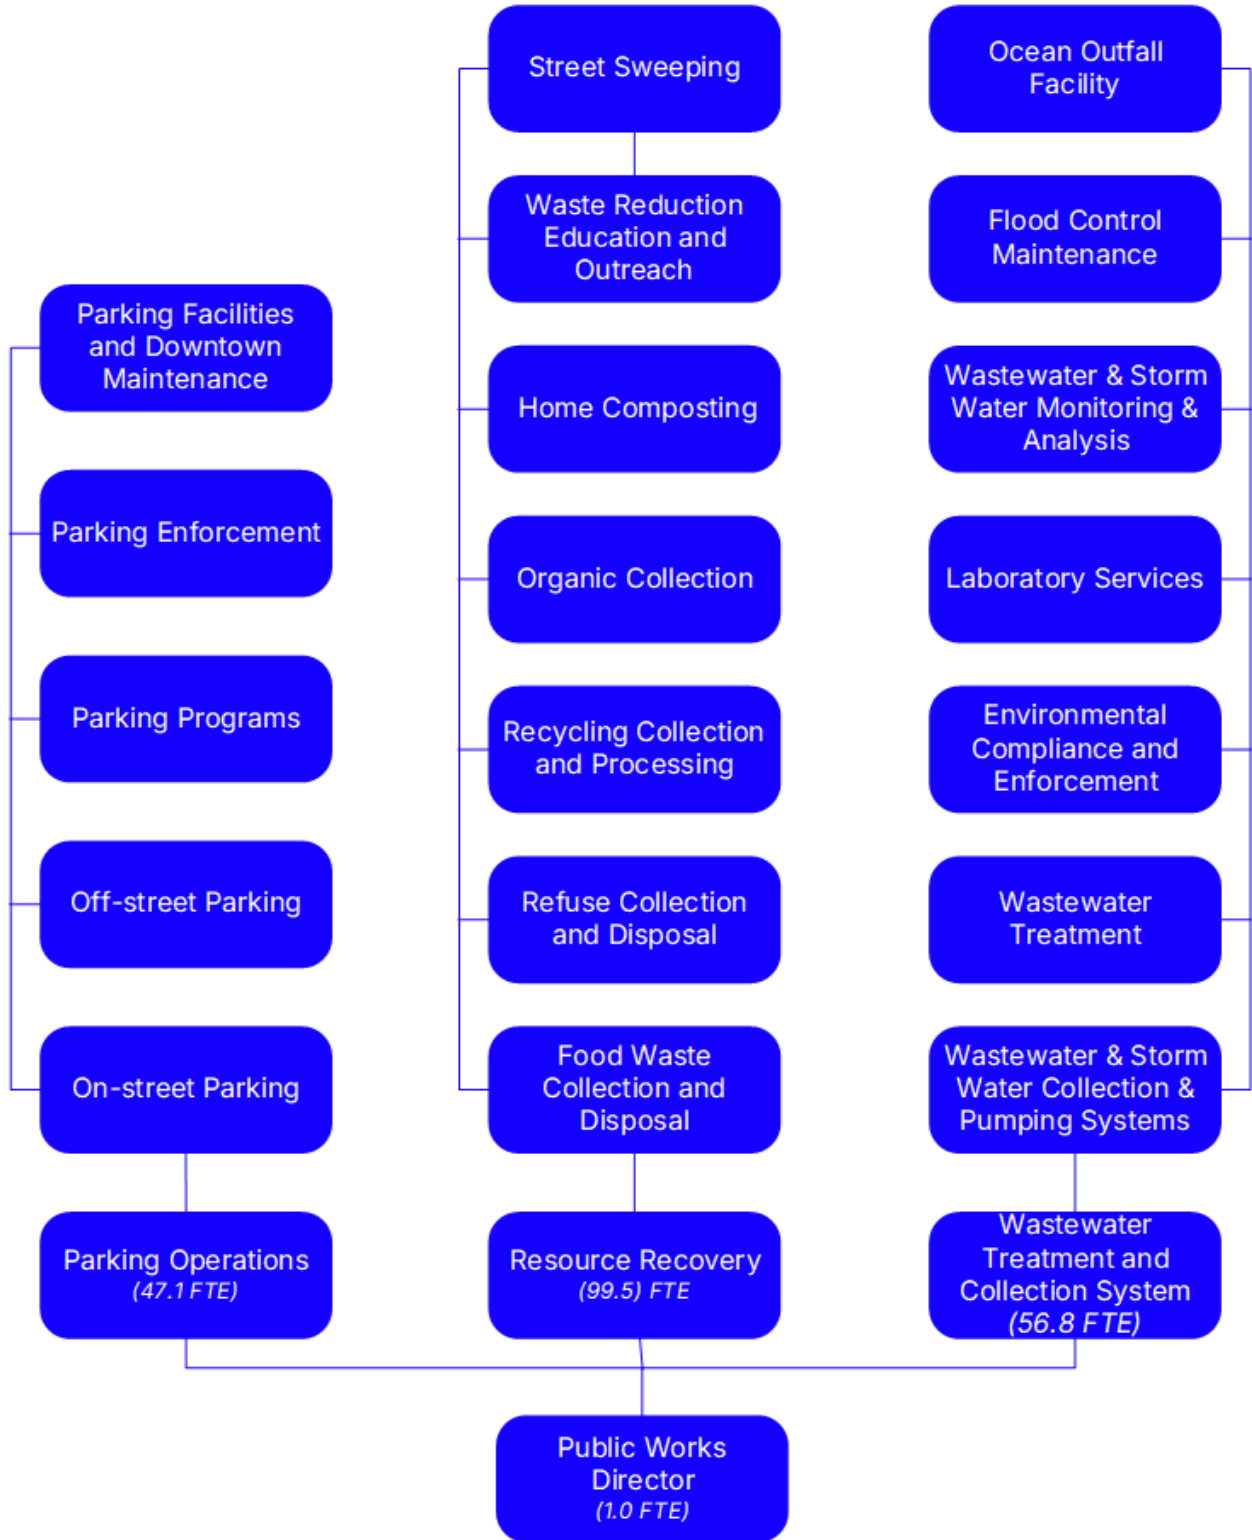 Street Sweeping
Waste Reduction
Education and
Outreach
Home Composting
Organic Collection
Recycling Collection
and Processing
Refuse Collection
and Disposal
Food Waste
Collection and
Disposal
Resource Recovery
(99.5) FTE
Ocean Outfall
Facility
Flood Control
Maintenance
Wastewater & Storm
Water Monitoring &
Analysis
Laboratory Services
Environmental
Compliance and
Enforcement
Wastewater
Treatment
Wastewater & Storm
Water Collection &
Pumping Systems
Wastewater
Treatment and
Collection System
(56.8 FTE)
Parking Facilities
and Downtown
Maintenance
Parking Enforcement
Parking Programs
Off-street Parking
On-street Parking
Parking Operations
(47.1 FTE)
Public Works
Director
(1.0 FTE)